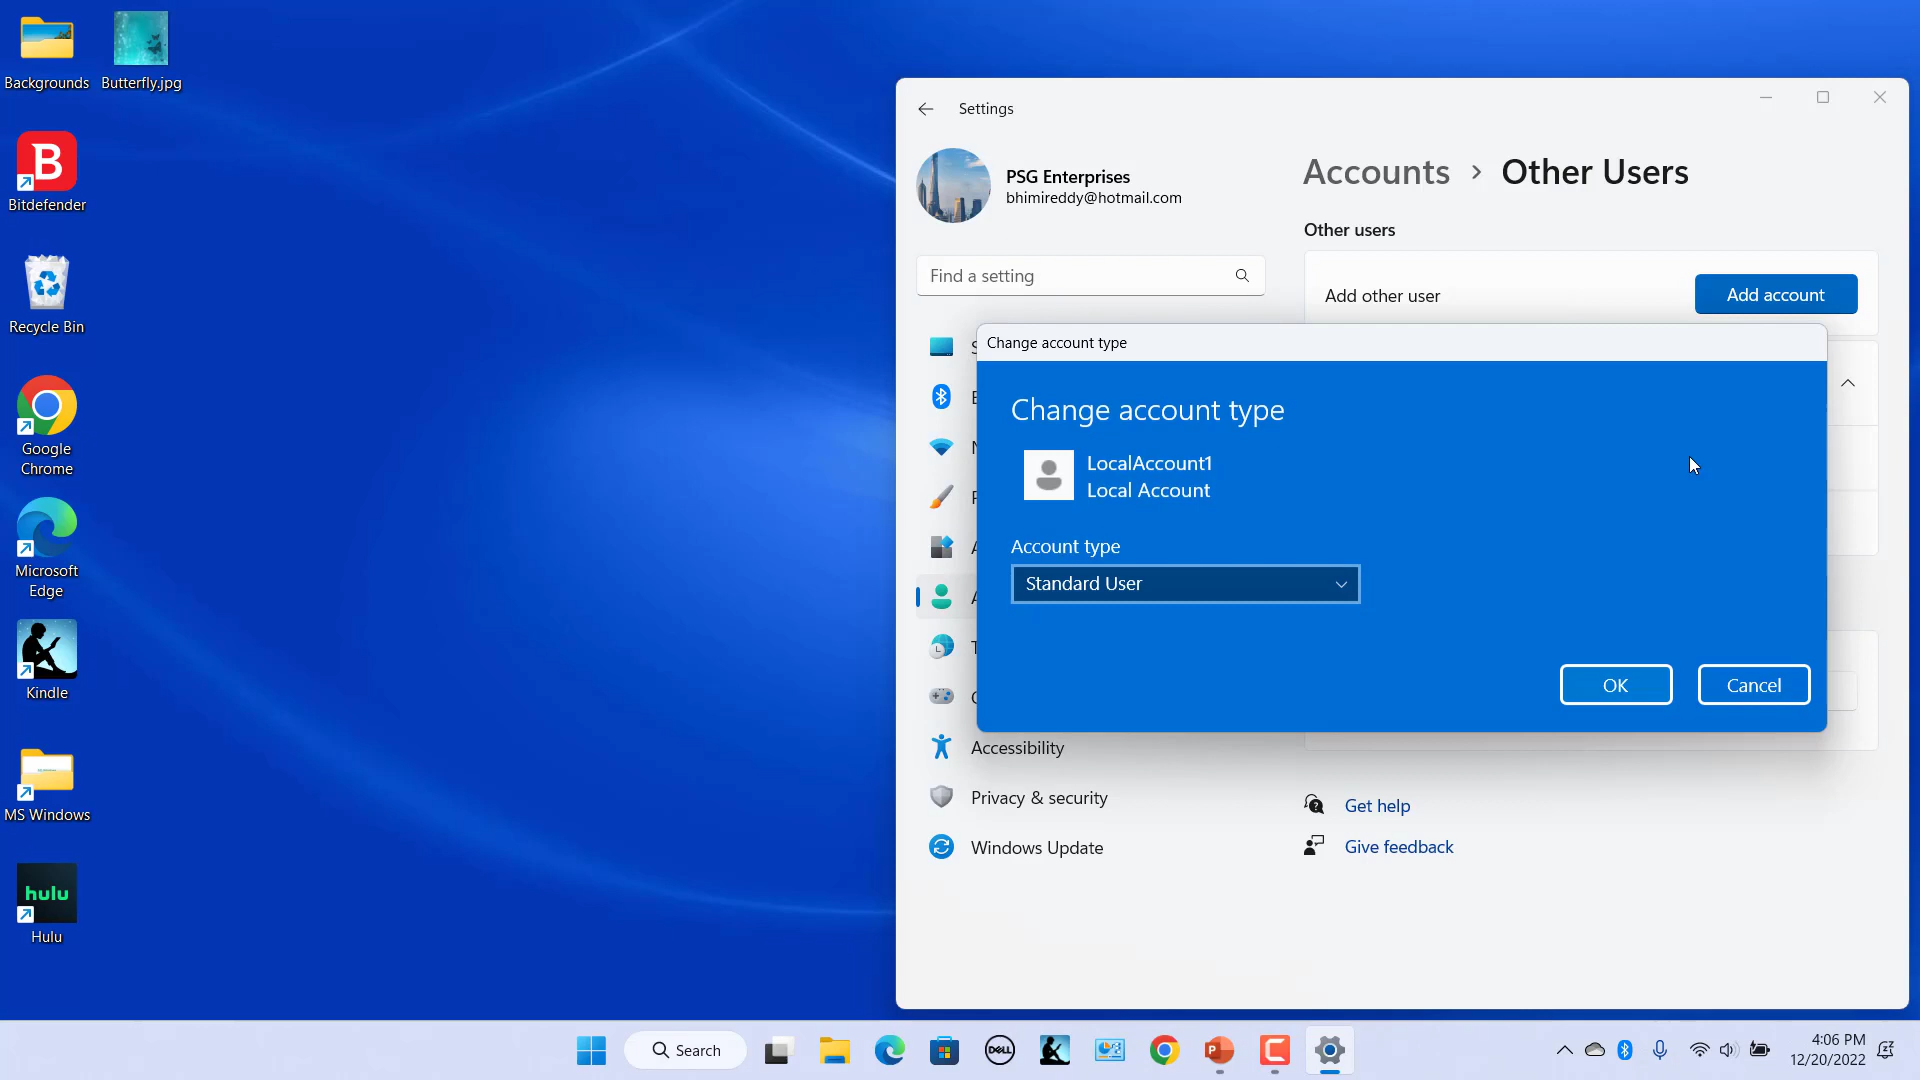 Backgrounds
Butterfly.jpg
B
Bitdefender
Recycle Bin
Google
Chrome
Microsoft
Edge
Kindle
MS Windows
hulu
Hulu
Settings
PSG Enterprises
bhimireddy@hotmail.com
Find a setting
Accessibility
Privacy & security
Windows Update
Accounts > Other Users
Other users
Add other user
Add account
Change account type
Change account type
LocalAccount1
Local Account
Account type
Standard User
OK
Cancel
Get help
Give feedback
Search
DELL
4:06 PM
12/20/2022